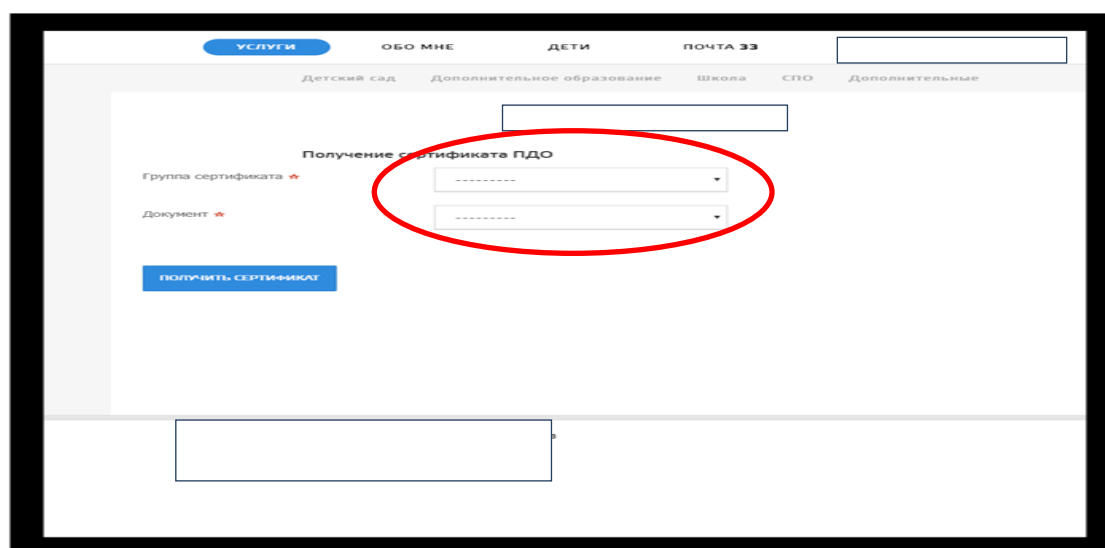 УСЛУГИ ОБО МНЕ ДЕТИ ПОЧТА 33
Детский сад Дополнительное образование Школа СПО Дополнительные
Получение сертификата ПДО
Группа сертификата * ---------
Документ * ---------
ПОЛУЧИТЬ СЕРТИФИКАТ